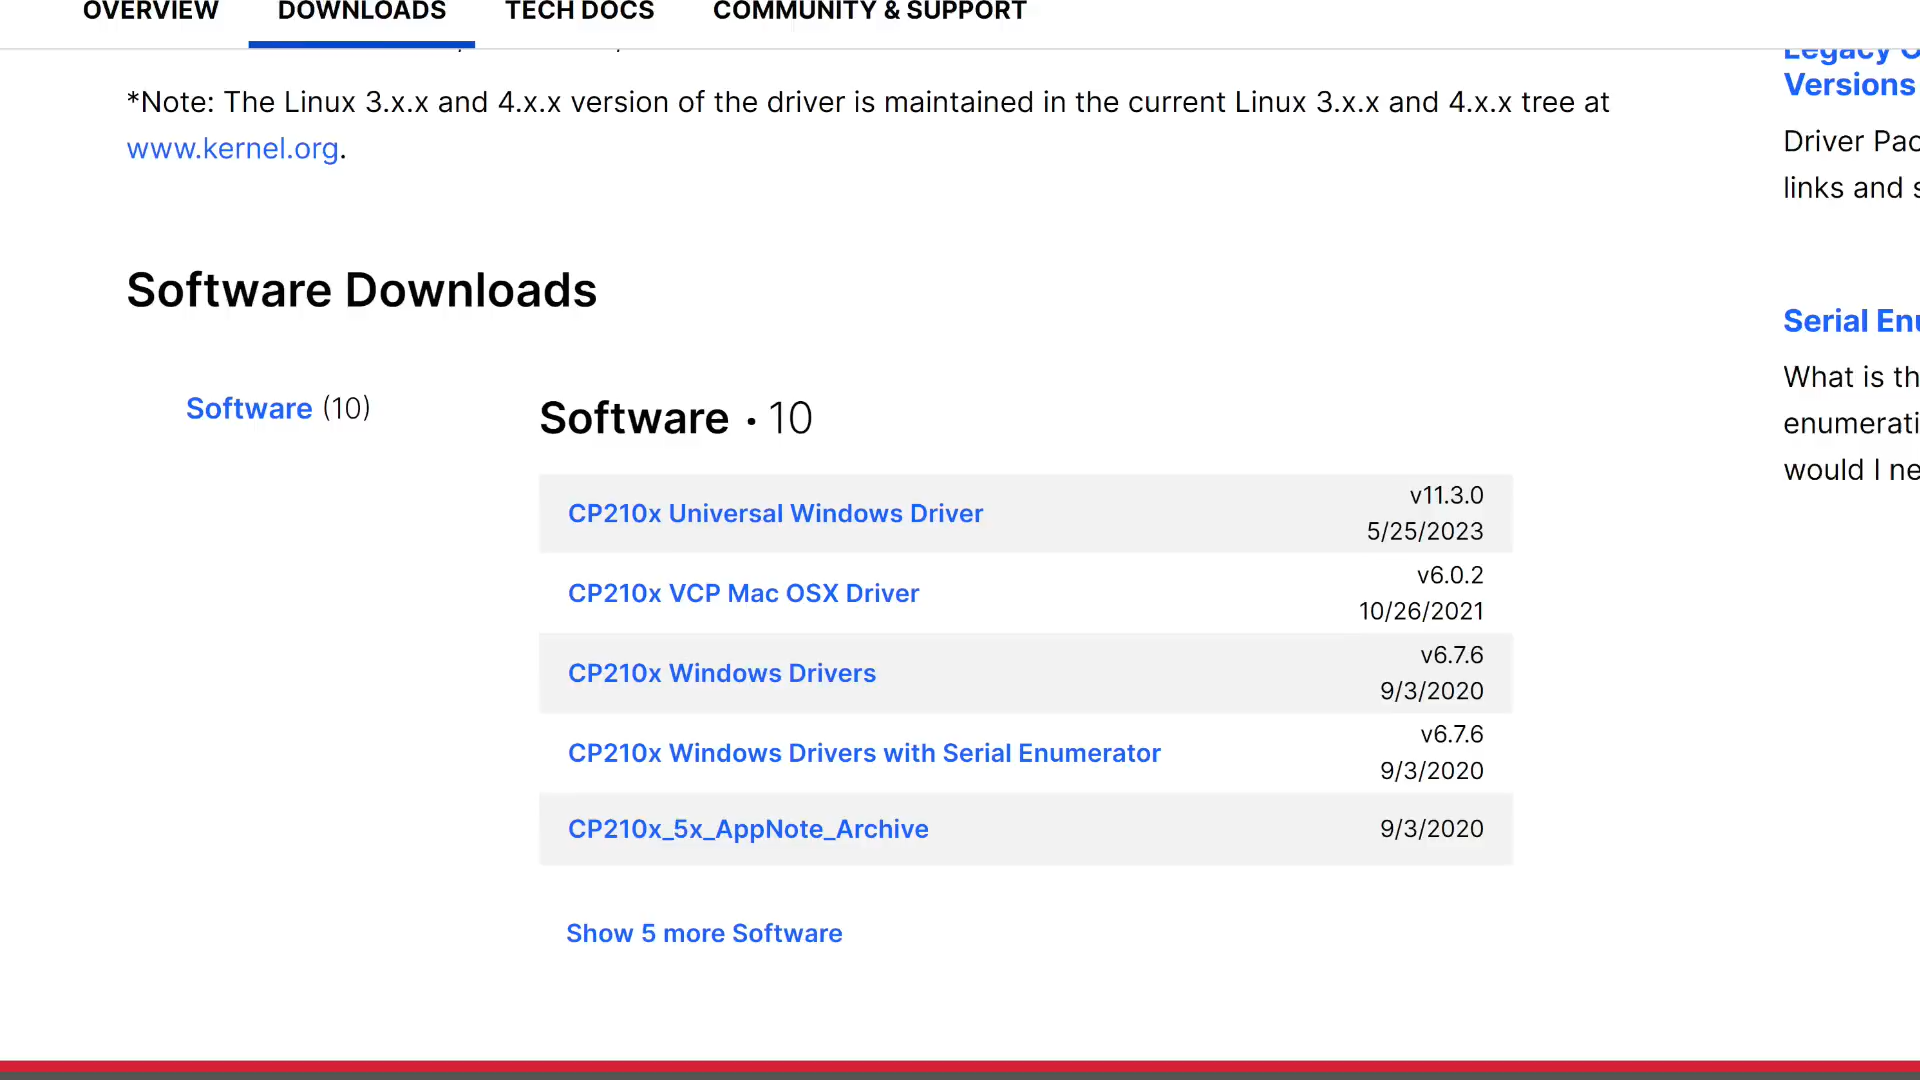 OVERVIEW DOWNLOADS TECH DOCS COMMUNITY & SUPPORT
*Note: The Linux 3.x.x and 4.x.x version of the driver is maintained in the current Linux 3.x.x and 4.x.x tree at
www.kernel.org.
Software Downloads
Software (10)
Software • 10
CP210x Universal Windows Driver
v11.3.0
5/25/2023
CP210x VCP Mac OSX Driver
v6.0.2
10/26/2021
CP210x Windows Drivers
v6.7.6
9/3/2020
CP210x Windows Drivers with Serial Enumerator
v6.7.6
9/3/2020
CP210x_5x_AppNote_Archive
9/3/2020
Show 5 more Software
Legacy
Versions
Driver
links and
Serial
What is
would I